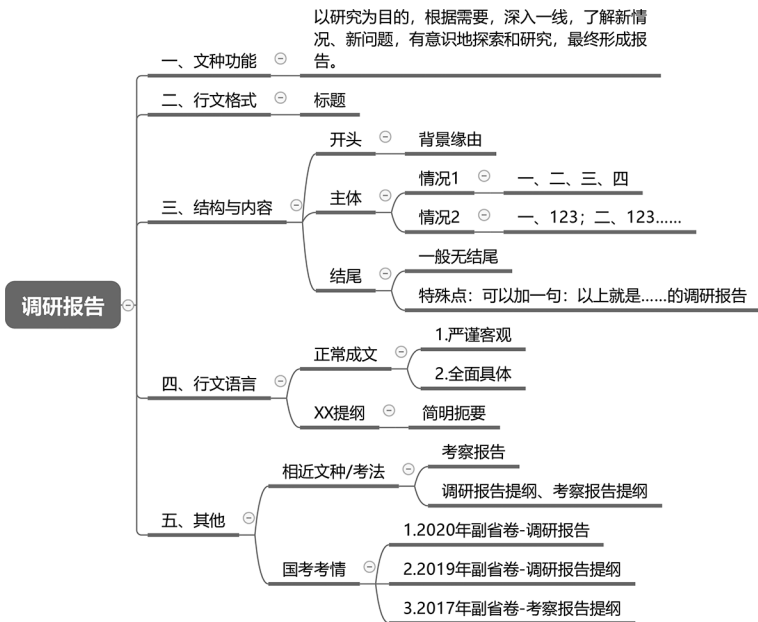 调研报告
一、文种功能
以研究为目的，根据需要，深入一线，了解新情
况、新问题，有意识地探索和研究，最终形成报
告。
二、行文格式
标题
三、结构与内容
开头
背景缘由
主体
情况1
一、二、三、四
情况2
一、123；二、123……
结尾
一般无结尾
特殊点：可以加一句：以上就是……的调研报告
四、行文语言
正常成文
1.严谨客观
2.全面具体
XX提纲
简明扼要
五、其他
相近文种/考法
考察报告
调研报告提纲、考察报告提纲
国考考情
1.2020年副省卷-调研报告
2.2019年副省卷-调研报告提纲
3.2017年副省卷-考察报告提纲